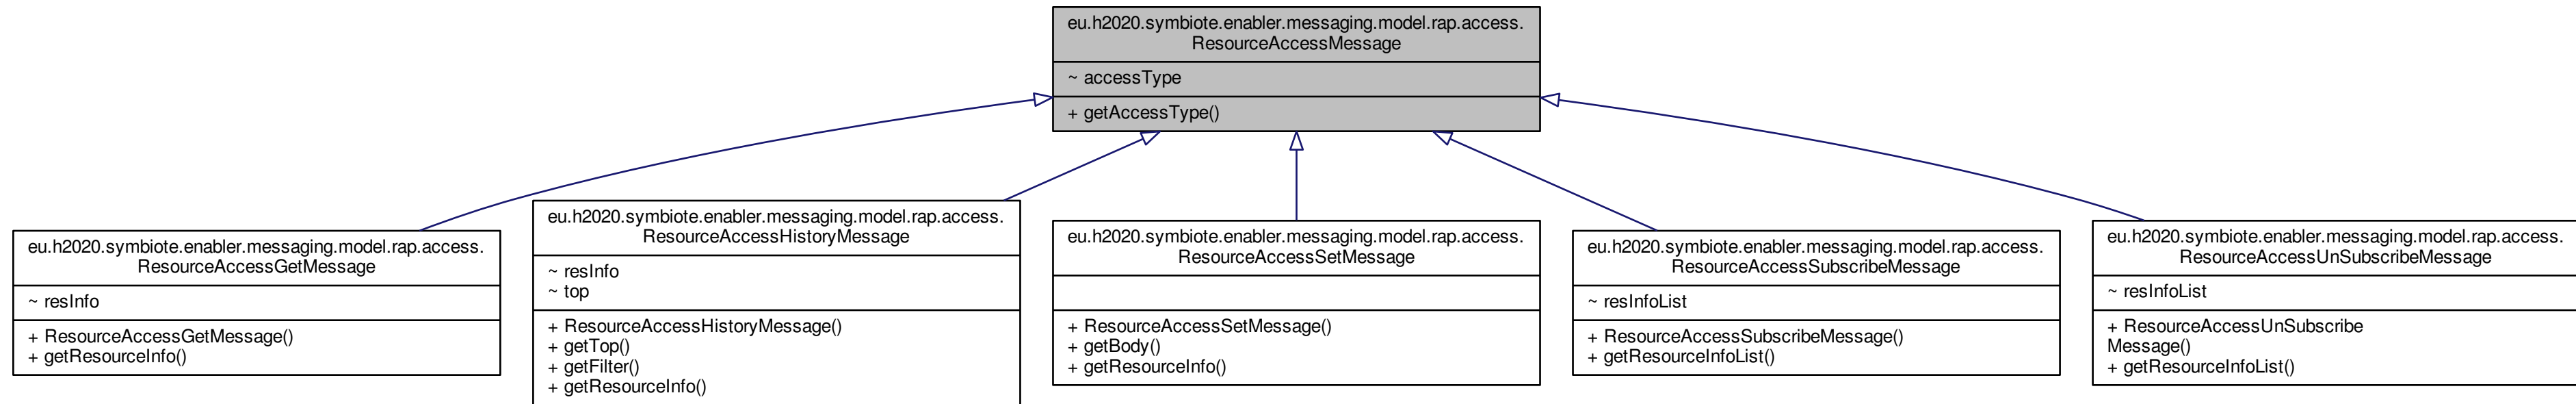 eu.h2020.symbiote.enabler.messaging.model.rap.access.
ResourceAccessMessage
~ accessType
+ getAccessType()
eu.h2020.symbiote.enabler.messaging.model.rap.access.
ResourceAccessGetMessage
~ resInfo
+ ResourceAccessGetMessage()
+ getResourceInfo()
eu.h2020.symbiote.enabler.messaging.model.rap.access.
ResourceAccessHistoryMessage
~ resInfo
~ top
+ ResourceAccessHistoryMessage()
+ getTop()
+ getFilter()
+ getResourceInfo()
eu.h2020.symbiote.enabler.messaging.model.rap.access.
ResourceAccessSetMessage
+ ResourceAccessSetMessage()
+ getBody()
+ getResourceInfo()
eu.h2020.symbiote.enabler.messaging.model.rap.access.
ResourceAccessSubscribeMessage
~ resInfoList
+ ResourceAccessSubscribeMessage()
+ getResourceInfoList()
eu.h2020.symbiote.enabler.messaging.model.rap.access.
ResourceAccessUnSubscribeMessage
~ resInfoList
+ ResourceAccessUnSubscribe
Message()
+ getResourceInfoList()